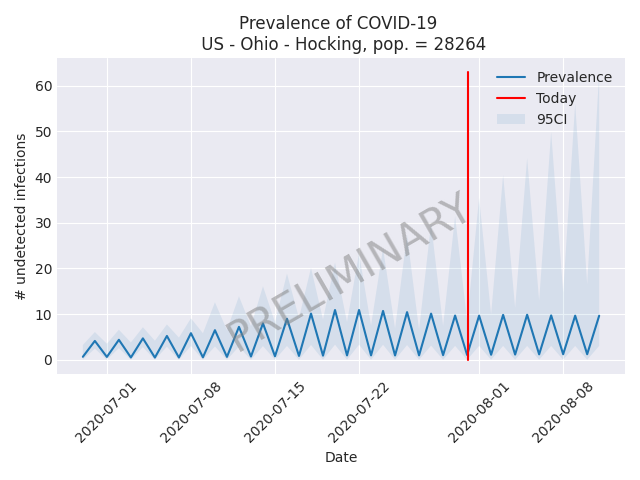 Prevalence of COVID-19
US - Ohio - Hocking, pop. = 28264
# undetected infections
60
50
40
30
20
10
0
Prevalence
Today
95CI
PRELIMINARY
2020-07-01
2020-07-08
2020-07-15
2020-07-22
2020-08-01
2020-08-08
Date